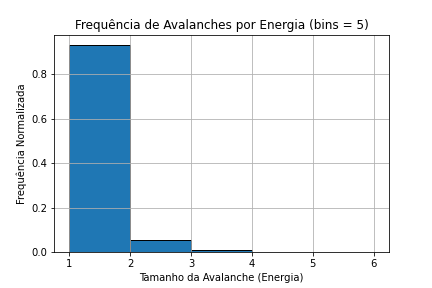 Frequência de Avalanches por Energia (bins = 5)
Frequência Normalizada
0.8
0.6
0.4
0.2
0.0
1 2 3 4 5 6
Tamanho da Avalanche (Energia)